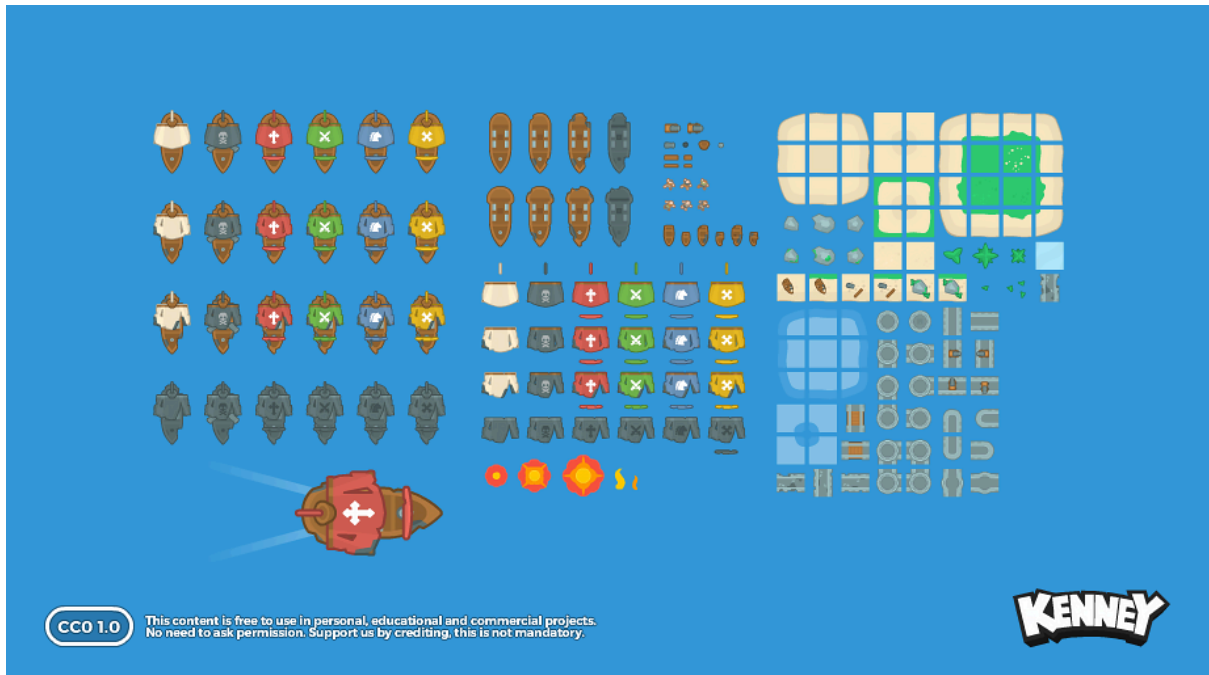 CC0 1.0
This content is free to use in personal, educational and commercial projects.
No need to ask permission. Support us by crediting, this is not mandatory.
KENNEY